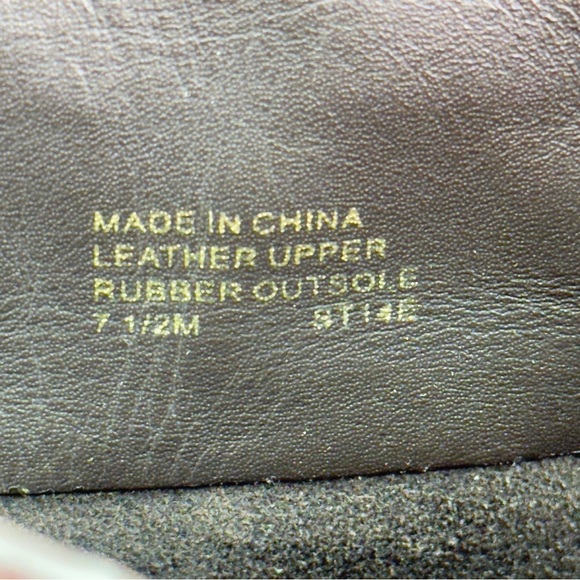 MADE IN CHINA
LEATHER UPPER
RUBBER OUTSOLE
7 1/2M